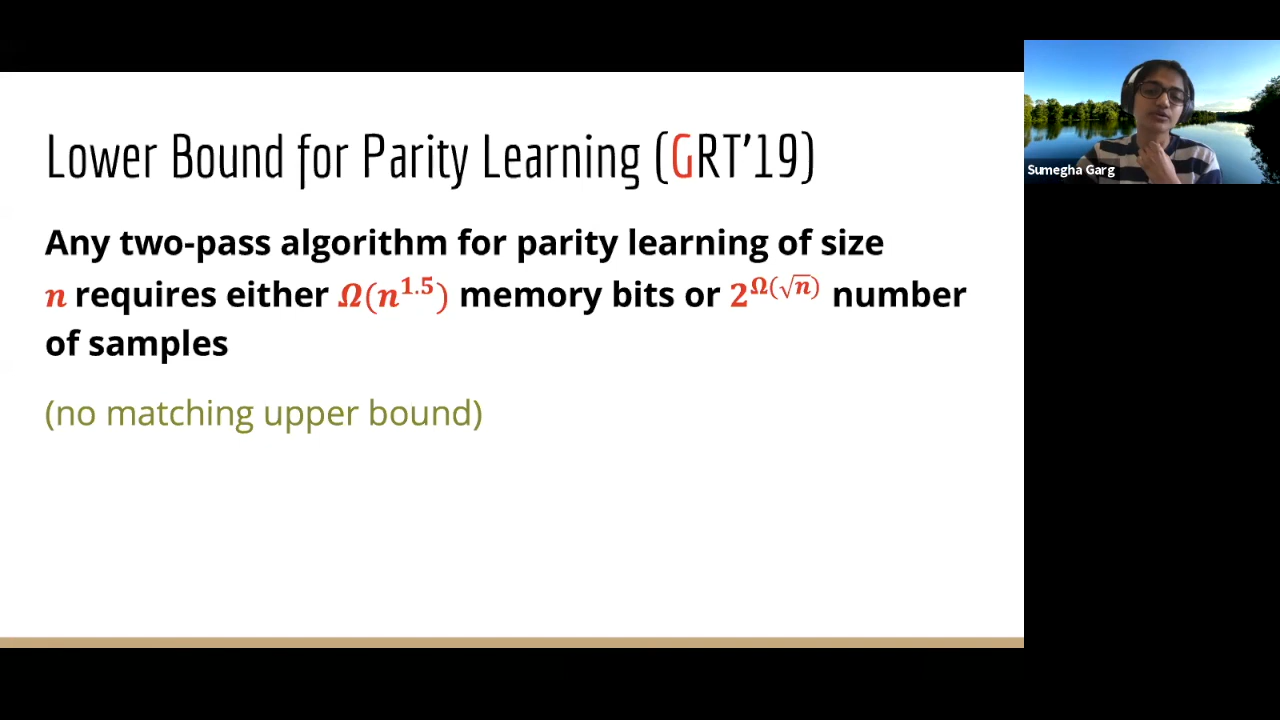 Lower Bound for Parity Learning (GRT'19)
Any two-pass algorithm for parity learning of size
n requires either Ω(n^{1.5}) memory bits or 2^{Ω(√n)} number
of samples
(no matching upper bound)
Sumegha Garg